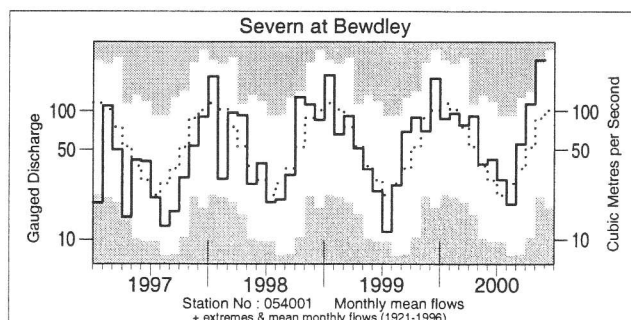 Severn at Bewdley
Gauged Discharge
100
50
10
100
50
10
Cubic Metres per Second
1997 1998 1999 2000
Station No : 054001 Monthly mean flows
+ extremes & mean monthly flows (1921-1996)